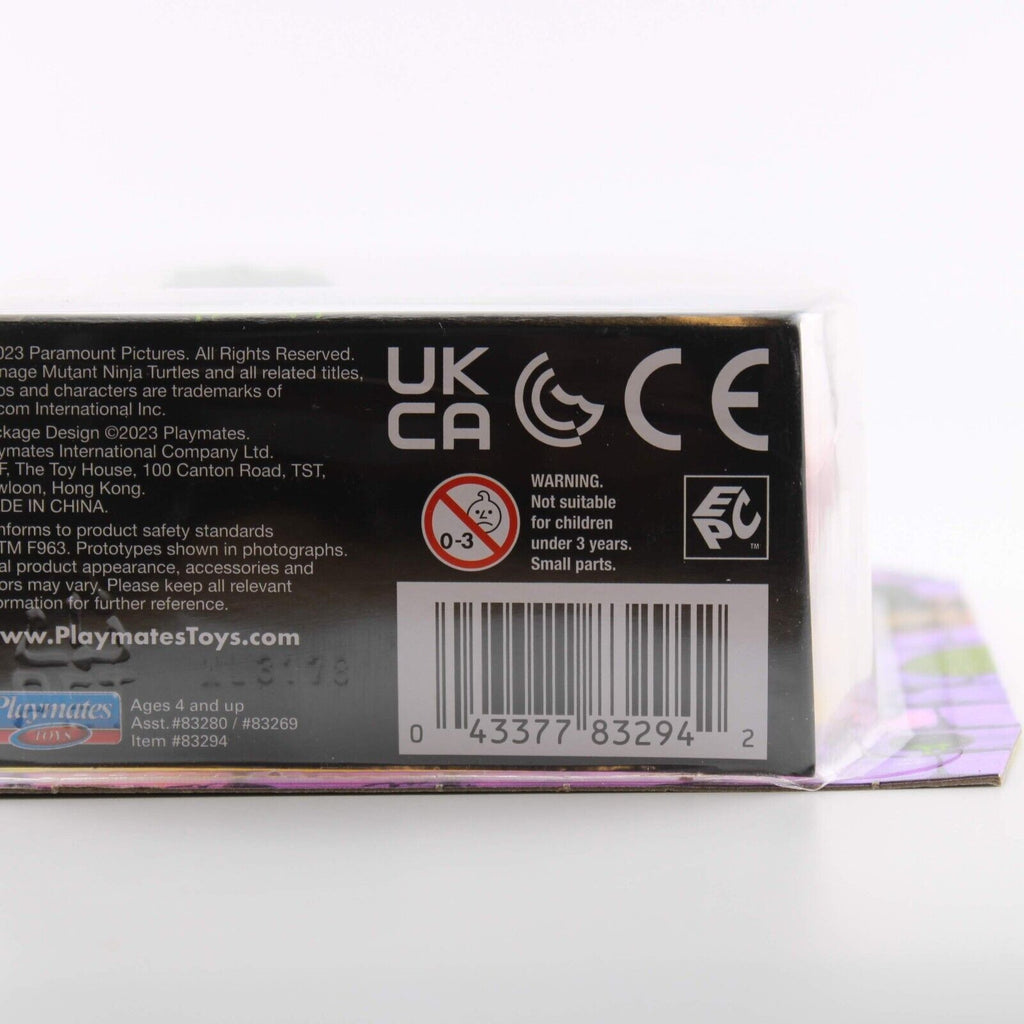 023 Paramount Pictures. All Rights Reserved.
nage Mutant Ninja Turtles and all related titles,
os and characters are trademarks of
com International Inc.
ckage Design ©2023 Playmates.
ymates International Company Ltd.
F, The Toy House, 100 Canton Road, TST,
wloon, Hong Kong.
DE IN CHINA.
nforms to product safety standards
TM F963. Prototypes shown in photographs.
al product appearance, accessories and
ors may vary. Please keep all relevant
ormation for further reference.
ww.PlaymatesToys.com
Playmates
TOYS
Ages 4 and up
Asst.#83280 / #83269
Item #83294
UK
CA
CE
0-3
WARNING.
Not suitable
for children
under 3 years.
Small parts.
EPC
TM
0 43377 83294 2